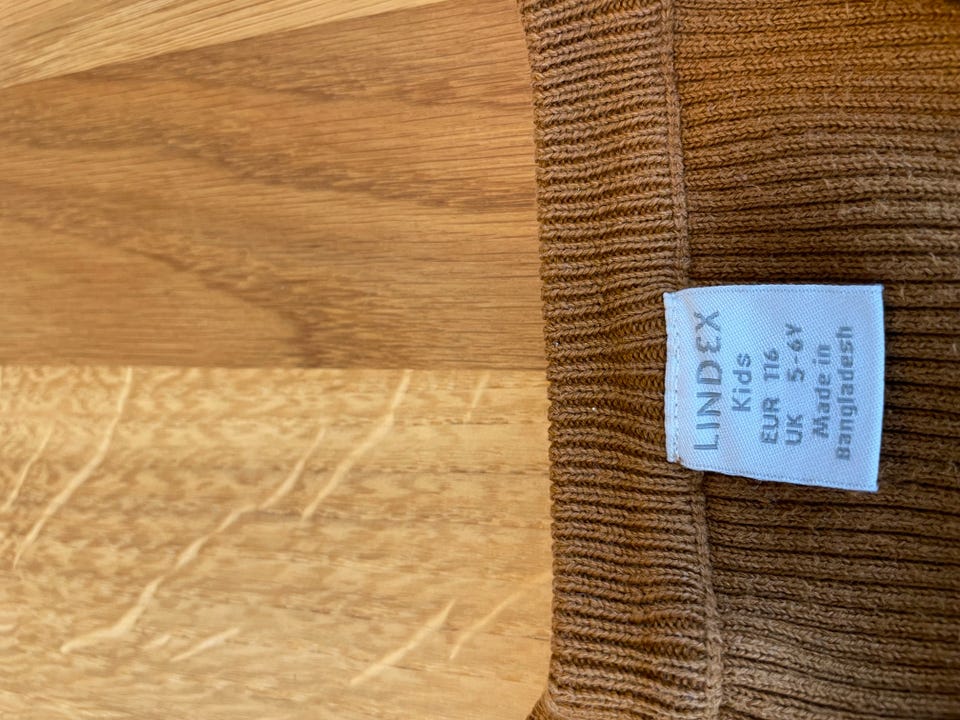 LINDEX
Kids
EUR 116
UK 5-6Y
Made in
Bangladesh